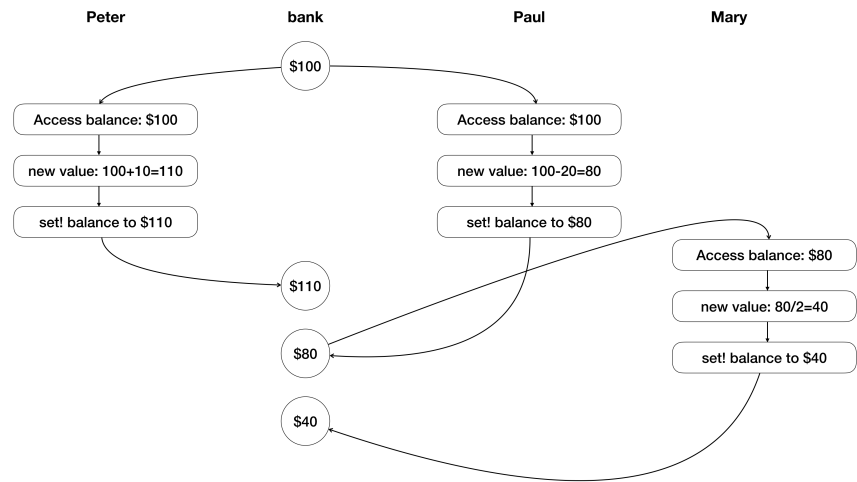 Peter bank Paul Mary
$100
Access balance: $100 Access balance: $100
new value: 100+10=110 new value: 100-20=80
set! balance to $110 set! balance to $80
Access balance: $80
$110
new value: 80/2=40
$80
set! balance to $40
$40